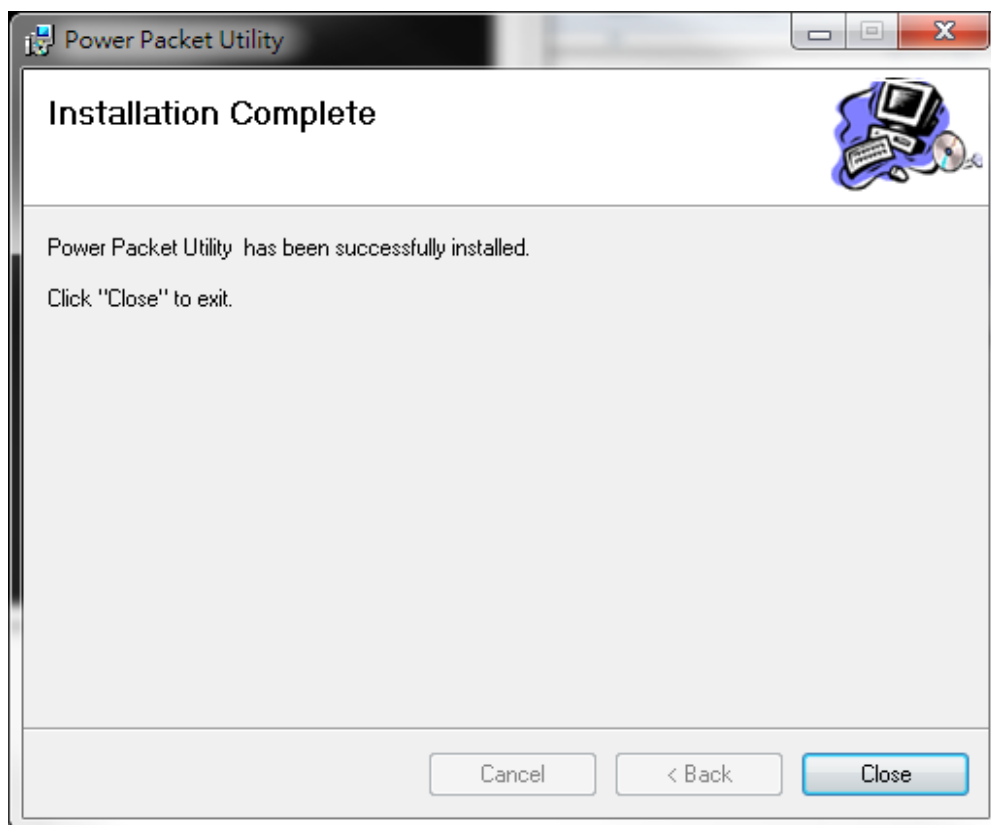 Power Packet Utility
Installation Complete
Power Packet Utility  has been successfully installed.
Click "Close" to exit.
Cancel
< Back
Close